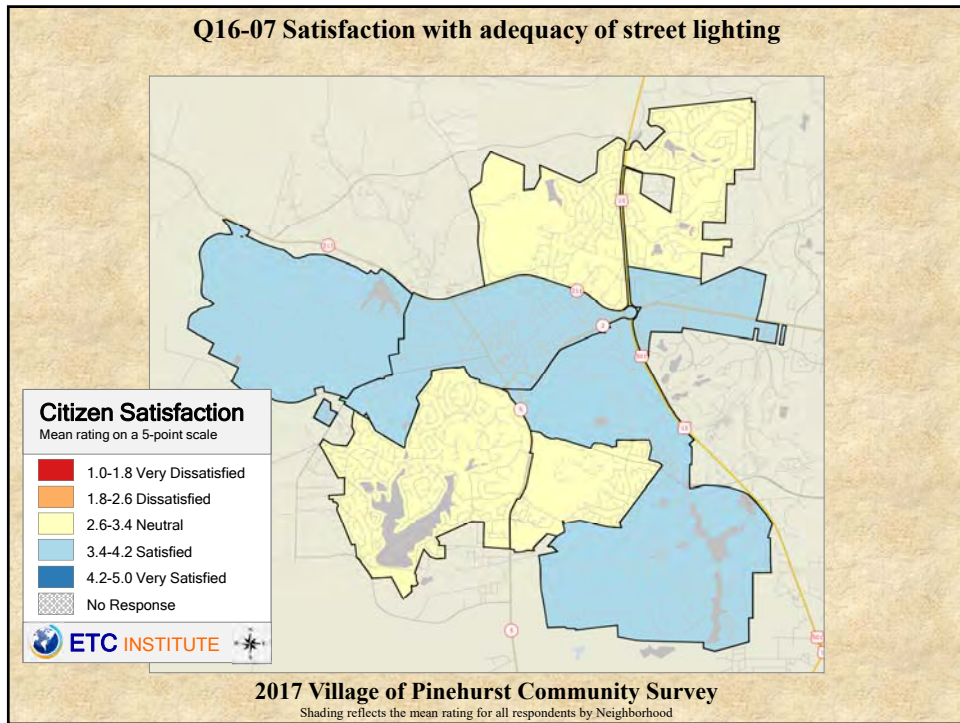 Q16-07 Satisfaction with adequacy of street lighting
Citizen Satisfaction
Mean rating on a 5-point scale
1.0-1.8 Very Dissatisfied
1.8-2.6 Dissatisfied
2.6-3.4 Neutral
3.4-4.2 Satisfied
4.2-5.0 Very Satisfied
No Response
ETC INSTITUTE
2017 Village of Pinehurst Community Survey
Shading reflects the mean rating for all respondents by Neighborhood